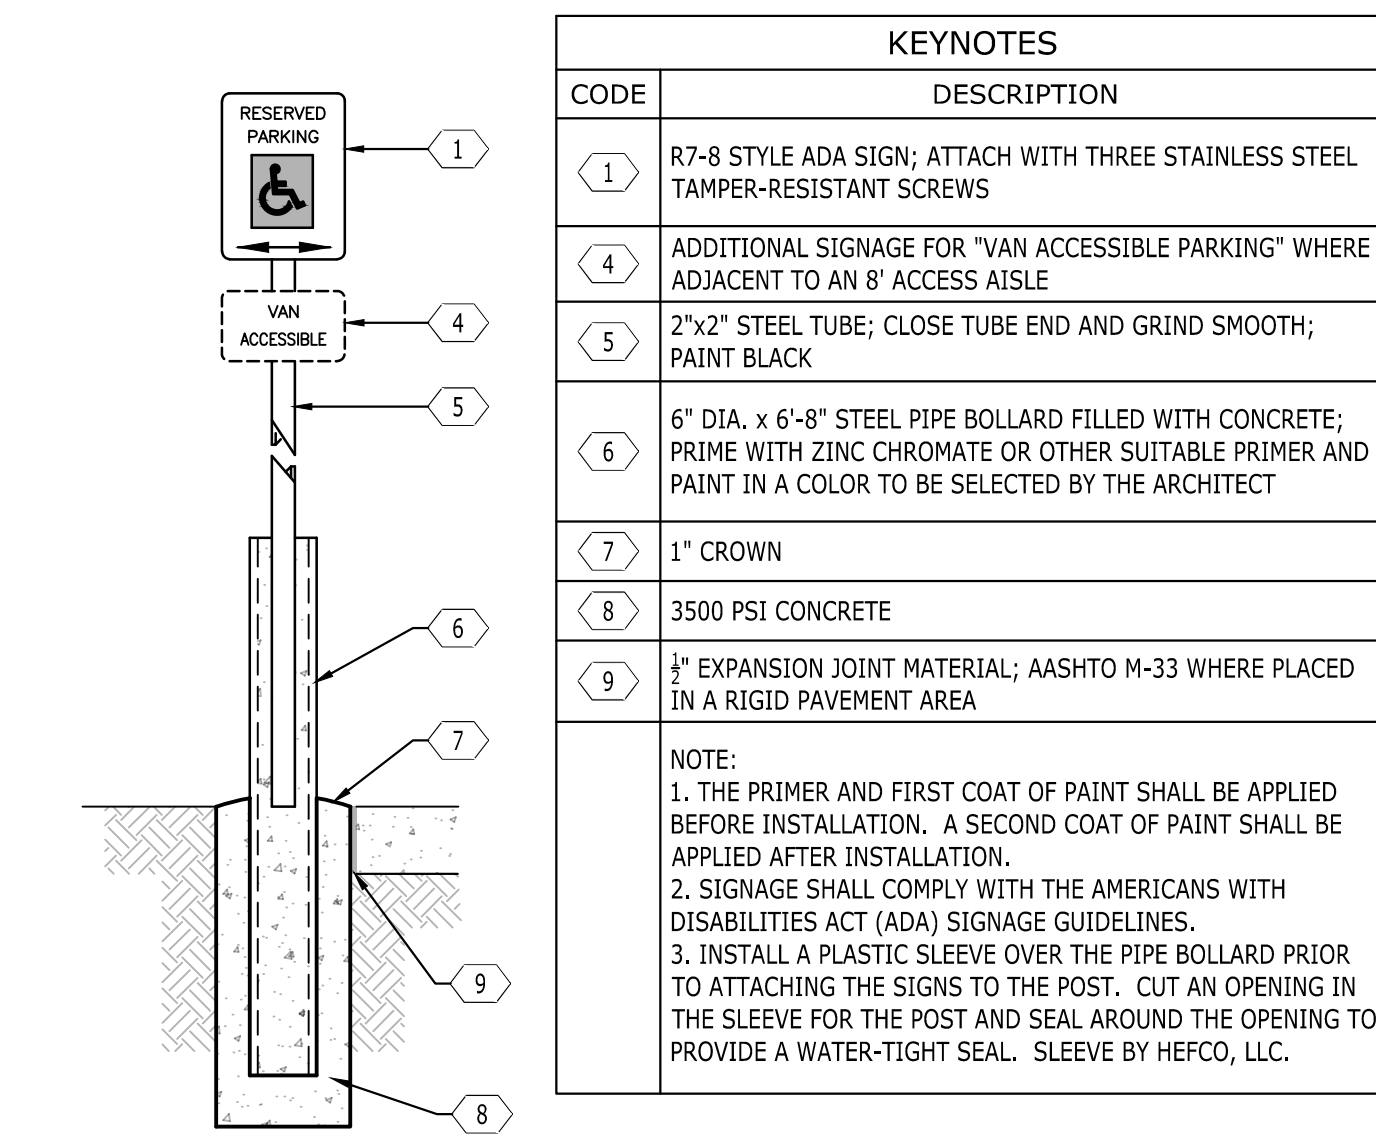 RESERVED
PARKING
1
VAN
ACCESSIBLE
4
5
6
7
9
8
KEYNOTES
CODE DESCRIPTION
1 R7-8 STYLE ADA SIGN; ATTACH WITH THREE STAINLESS STEEL
TAMPER-RESISTANT SCREWS
4 ADDITIONAL SIGNAGE FOR "VAN ACCESSIBLE PARKING" WHERE
ADJACENT TO AN 8' ACCESS AISLE
5 2"x2" STEEL TUBE; CLOSE TUBE END AND GRIND SMOOTH;
PAINT BLACK
6 6" DIA. x 6'-8" STEEL PIPE BOLLARD FILLED WITH CONCRETE;
PRIME WITH ZINC CHROMATE OR OTHER SUITABLE PRIMER AND
PAINT IN A COLOR TO BE SELECTED BY THE ARCHITECT
7 1" CROWN
8 3500 PSI CONCRETE
9 ½" EXPANSION JOINT MATERIAL; AASHTO M-33 WHERE PLACED
IN A RIGID PAVEMENT AREA
NOTE:
1. THE PRIMER AND FIRST COAT OF PAINT SHALL BE APPLIED
BEFORE INSTALLATION. A SECOND COAT OF PAINT SHALL BE
APPLIED AFTER INSTALLATION.
2. SIGNAGE SHALL COMPLY WITH THE AMERICANS WITH
DISABILITIES ACT (ADA) SIGNAGE GUIDELINES.
3. INSTALL A PLASTIC SLEEVE OVER THE PIPE BOLLARD PRIOR
TO ATTACHING THE SIGNS TO THE POST. CUT AN OPENING IN
THE SLEEVE FOR THE POST AND SEAL AROUND THE OPENING TO
PROVIDE A WATER-TIGHT SEAL. SLEEVE BY HEFCO, LLC.